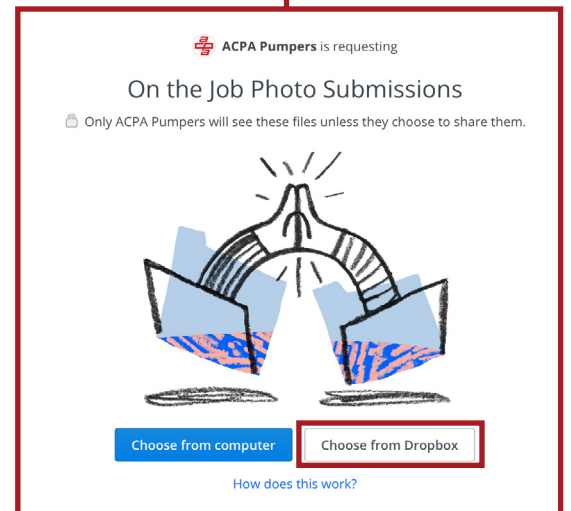 ACPA Pumpers is requesting
On the Job Photo Submissions
Only ACPA Pumpers will see these files unless they choose to share them.
Choose from computer
Choose from Dropbox
How does this work?